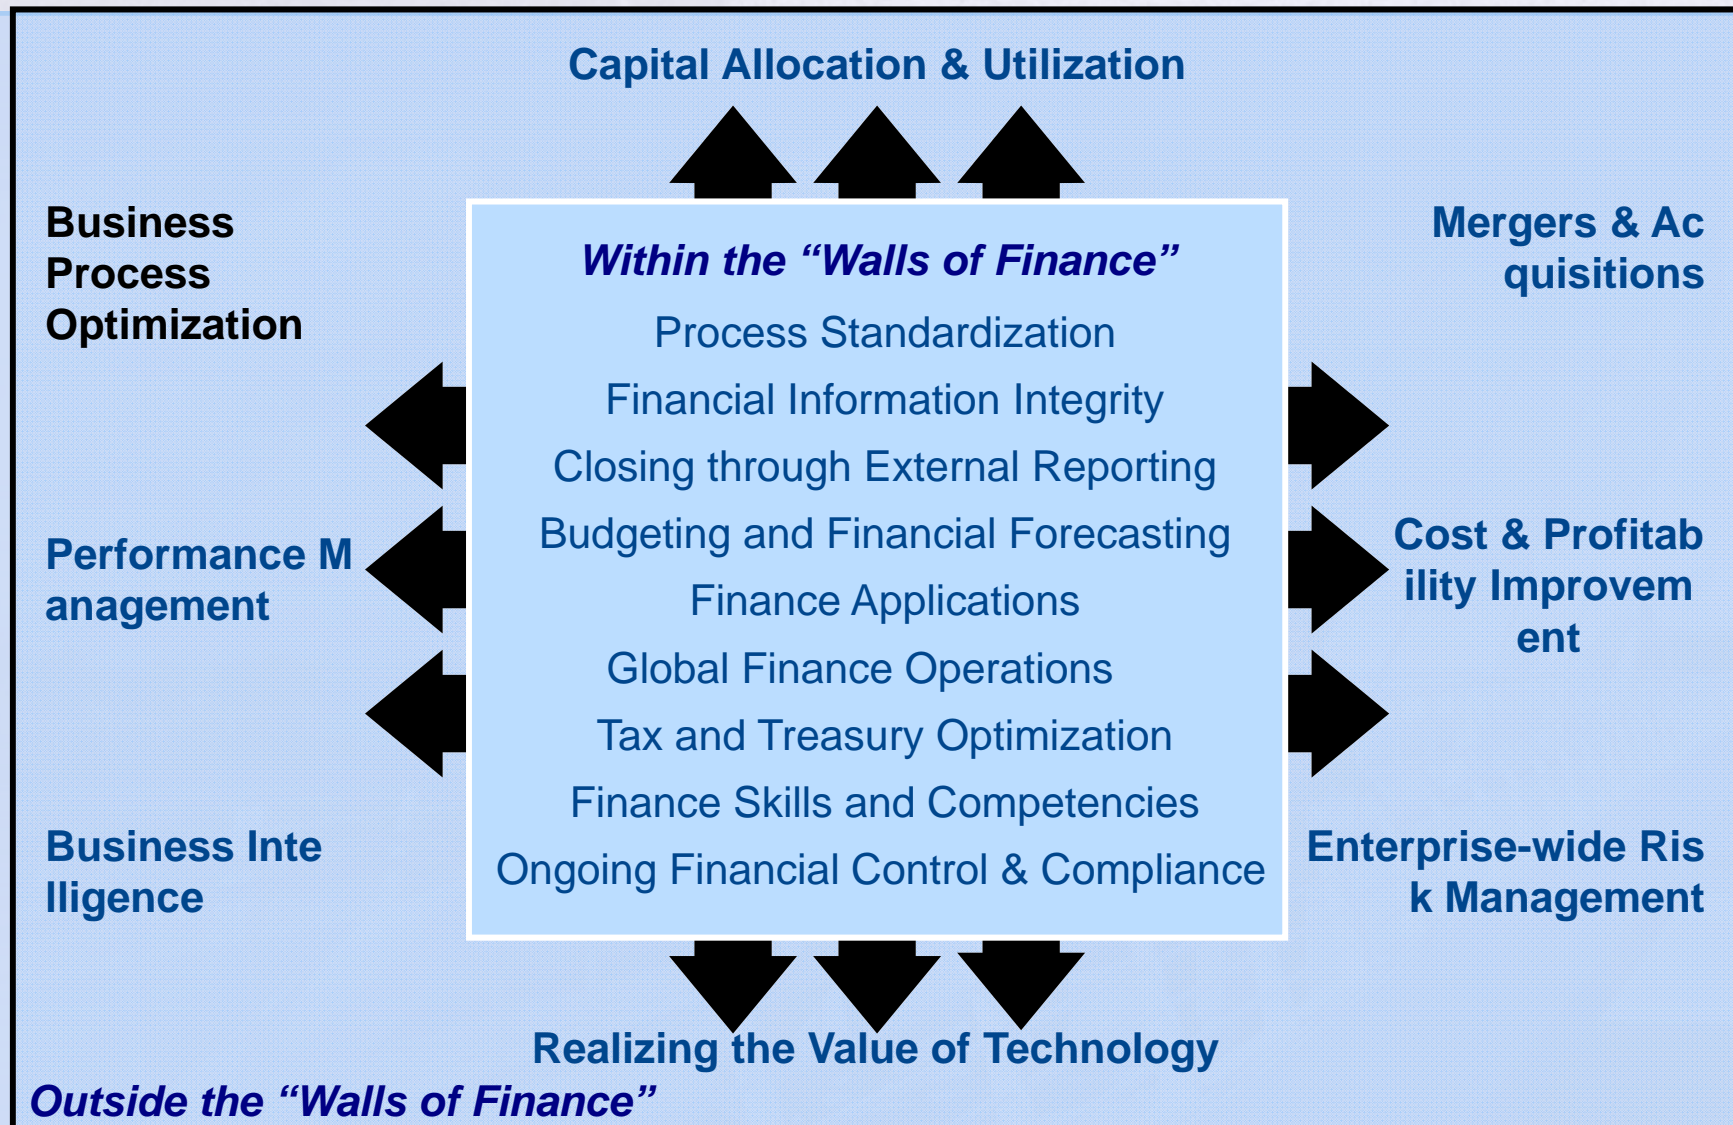 Capital Allocation & Utilization
Business
Process
Optimization
Mergers & Ac
quisitions
Within the “Walls of Finance”
Process Standardization
Financial Information Integrity
Closing through External Reporting
Budgeting and Financial Forecasting
Finance Applications
Global Finance Operations
Tax and Treasury Optimization
Finance Skills and Competencies
Ongoing Financial Control & Compliance
Performance M
anagement
Cost & Profitab
ility Improvem
ent
Business Inte
lligence
Enterprise-wide Ris
k Management
Realizing the Value of Technology
Outside the “Walls of Finance”